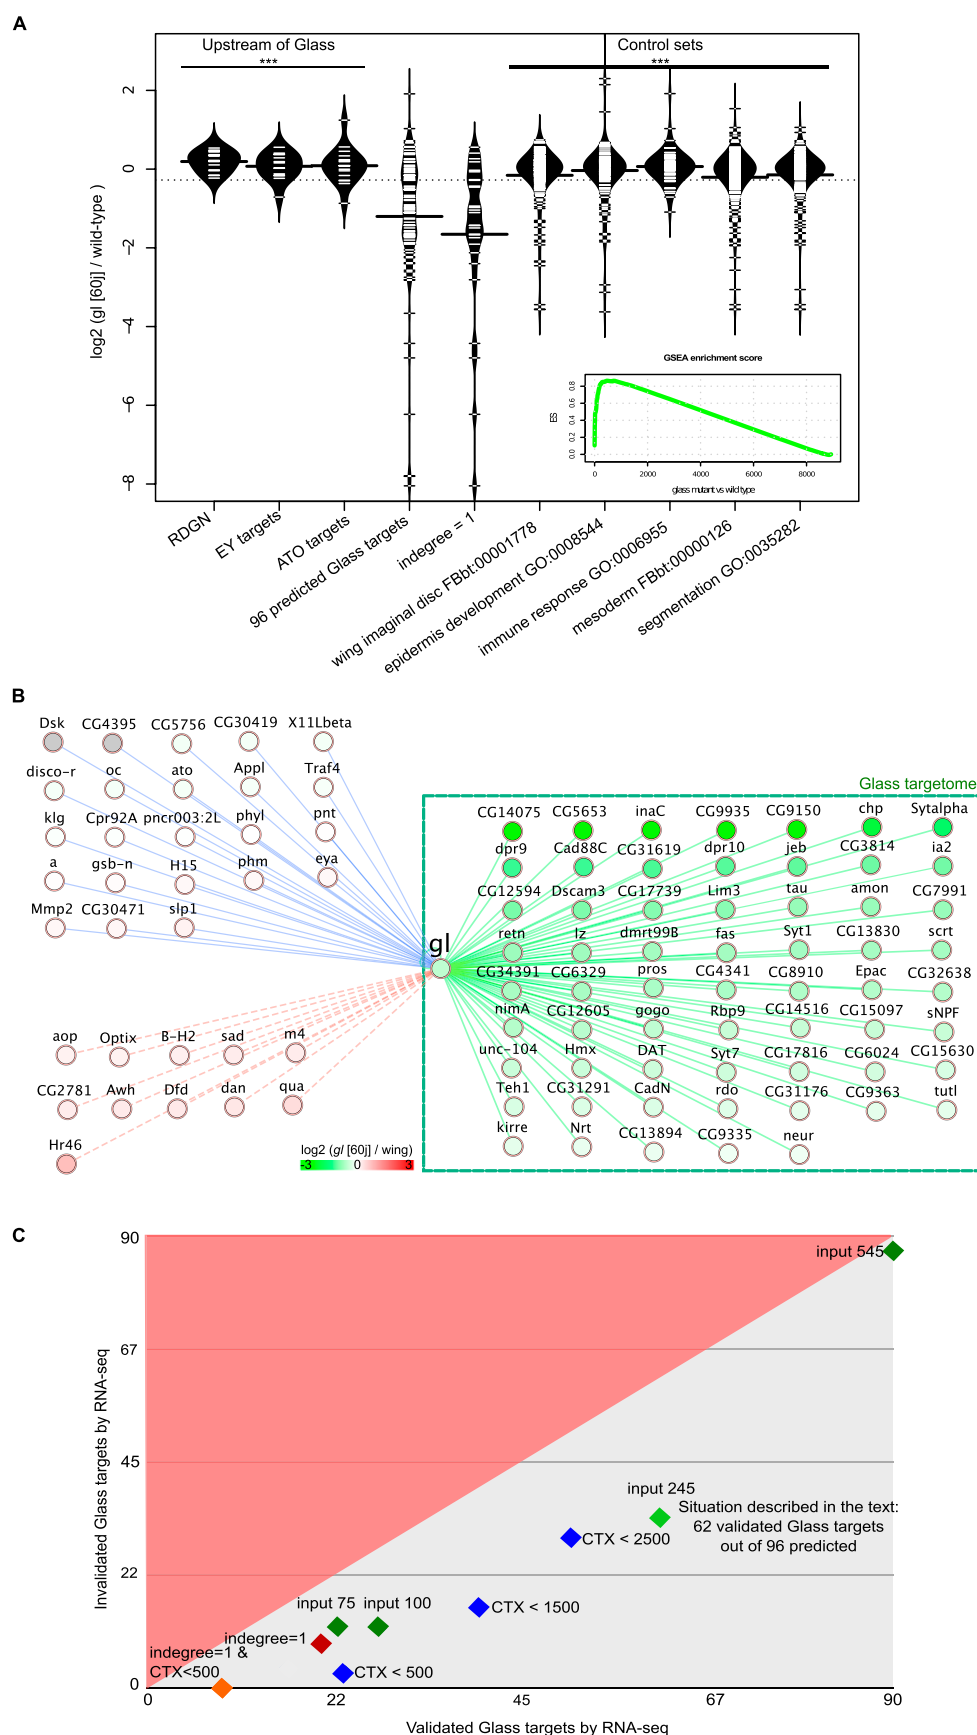 A
Upstream of Glass
Control sets
***
***
2
0
-2
-4
-6
-8
log2 (gl [60j] / wild-type)
GSEA enrichment score
ES
0.8
0.6
0.4
0.2
0.0
0
2000
4000
6000
8000
glass mutant vs wild type
RDGN
EY targets
ATO targets
96 predicted Glass targets
indegree = 1
wing imaginal disc FBbt:00001778
epidermis development GO:0008544
immune response GO:0006955
mesoderm FBbt:00000126
segmentation GO:0035282
B
Dsk CG4395 CG5756 CG30419 X11Lbeta
disco-r oc ato Appl Traf4
klg Cpr92A pncr003:2L phyl pnt
a gsb-n H15 phm eya
Mmp2 CG30471 slp1
gl
aop Optix B-H2 sad m4
CG2781 Awh Dfd dan qua
Hr46
log2 (gl [60j] / wing)
-3 0 3
Glass targetome
CG14075 CG5653 inaC CG9935 CG9150 chp Sytalpha
dpr9 Cad88C CG31619 dpr10 jeb CG3814 ia2
CG12594 Dscam3 CG17739 Lim3 tau amon CG7991
retn lz dmrt99B fas Syt1 CG13830 scrt
CG34391 CG6329 pros CG4341 CG8910 Epac CG32638
nimA CG12605 gogo Rbp9 CG14516 CG15097 sNPF
unc-104 Hmx DAT Syt7 CG17816 CG6024 CG15630
Teh1 CG31291 CadN rdo CG31176 CG9363 tutl
kirre Nrt CG13894 CG9335 neur
C
90
67
45
22
0
Invalidated Glass targets by RNA-seq
input 545
input 245
Situation described in the text:
62 validated Glass targets
out of 96 predicted
CTX < 2500
CTX < 1500
input 75 input 100
indegree=1
indegree=1 &
CTX<500
CTX < 500
0 22 45 67 90
Validated Glass targets by RNA-seq